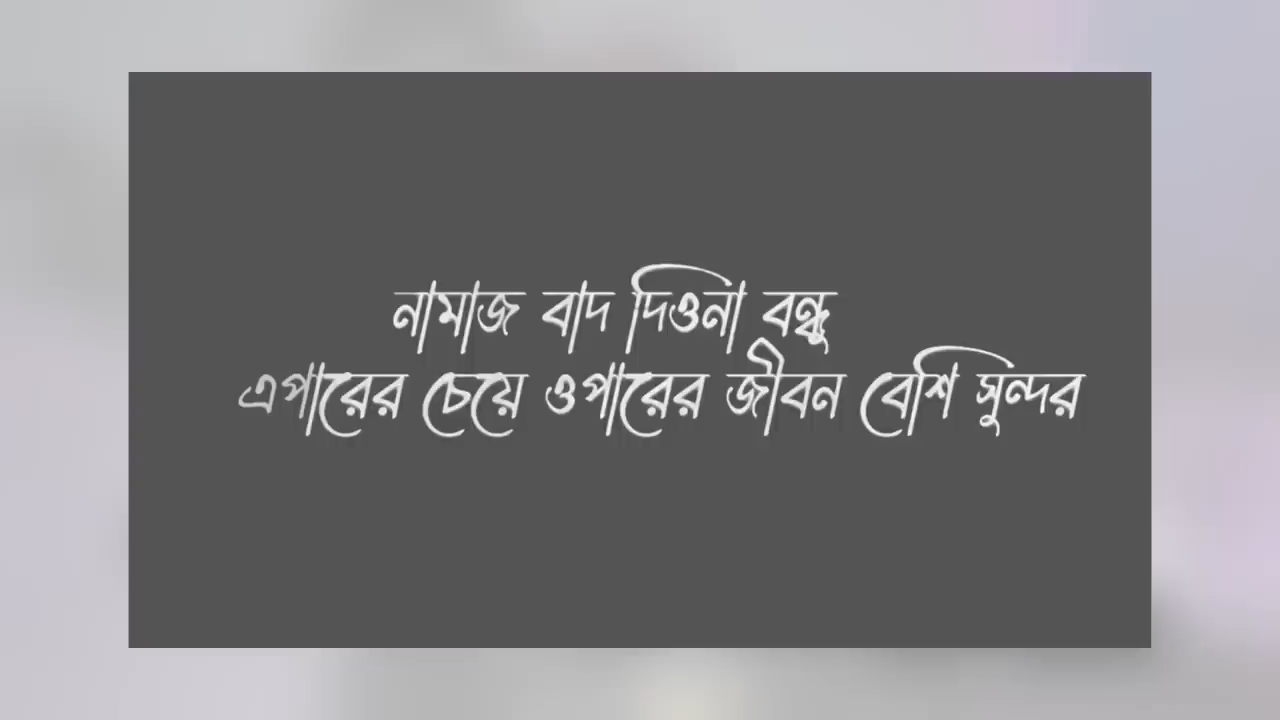 নামাজ বাদ দিওনা বন্ধু
এপারের চেয়ে ওপারের জীবন বেশি সুন্দর